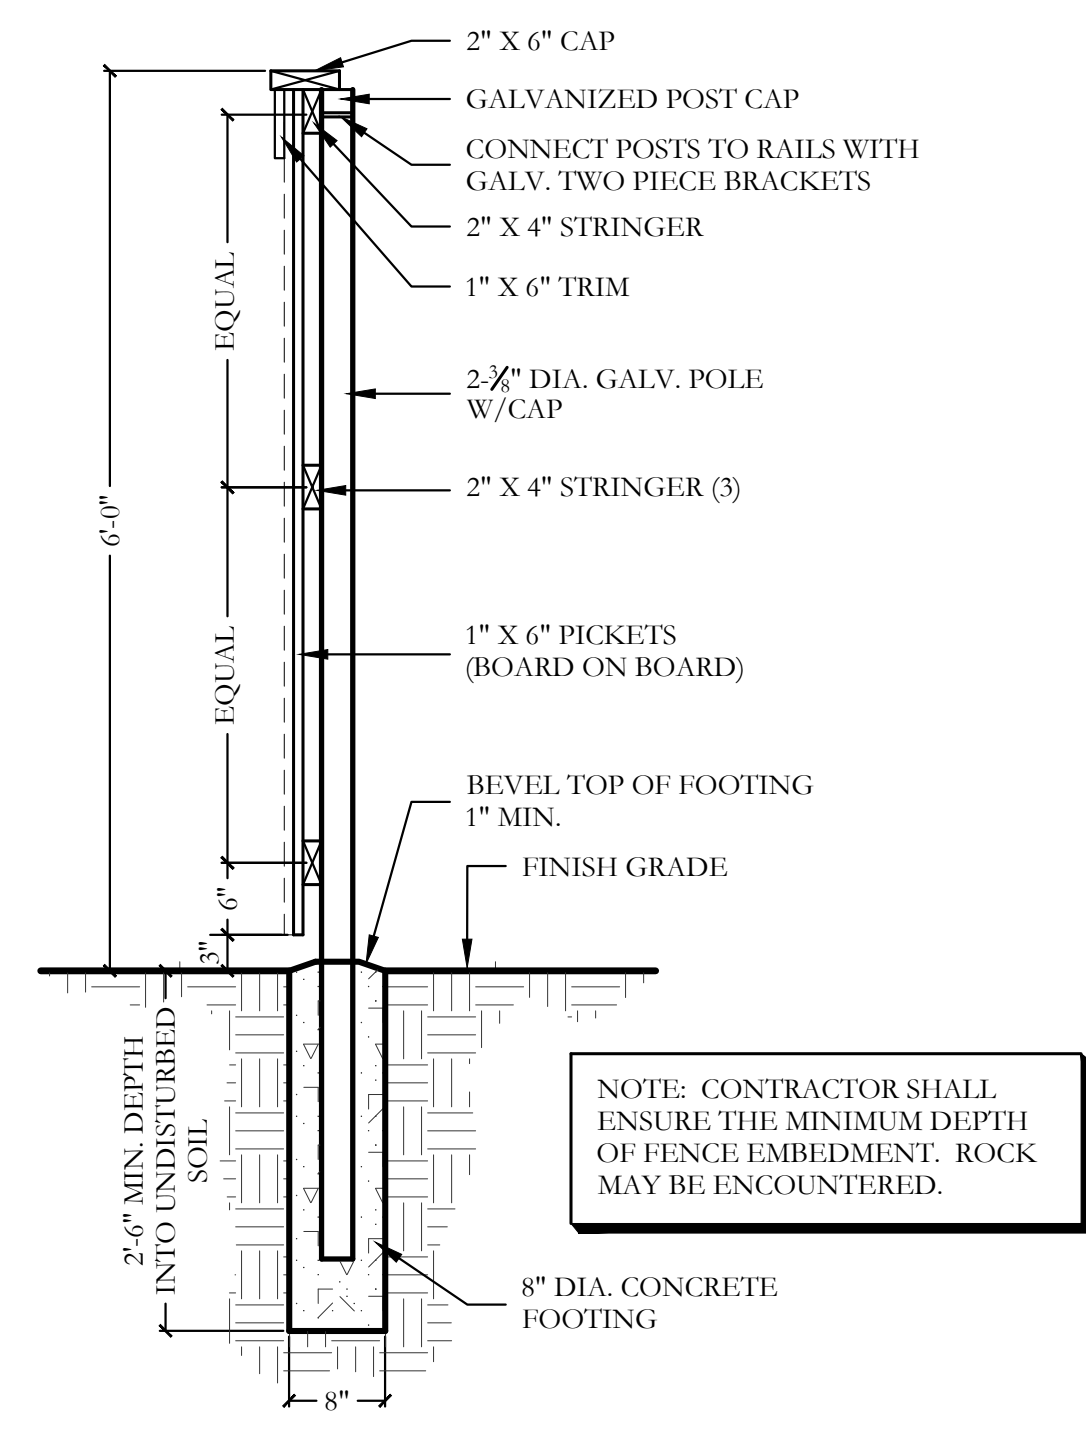 2" X 6" CAP
GALVANIZED POST CAP
CONNECT POSTS TO RAILS WITH
GALV. TWO PIECE BRACKETS
2" X 4" STRINGER
1" X 6" TRIM
EQUAL
2-3/8" DIA. GALV. POLE
W/CAP
2" X 4" STRINGER (3)
6'-0"
1" X 6" PICKETS
(BOARD ON BOARD)
EQUAL
BEVEL TOP OF FOOTING
1" MIN.
FINISH GRADE
6"
3"
2'-6" MIN. DEPTH
INTO UNDISTURBED
SOIL
NOTE: CONTRACTOR SHALL
ENSURE THE MINIMUM DEPTH
OF FENCE EMBEDMENT. ROCK
MAY BE ENCOUNTERED.
8" DIA. CONCRETE
FOOTING
8"